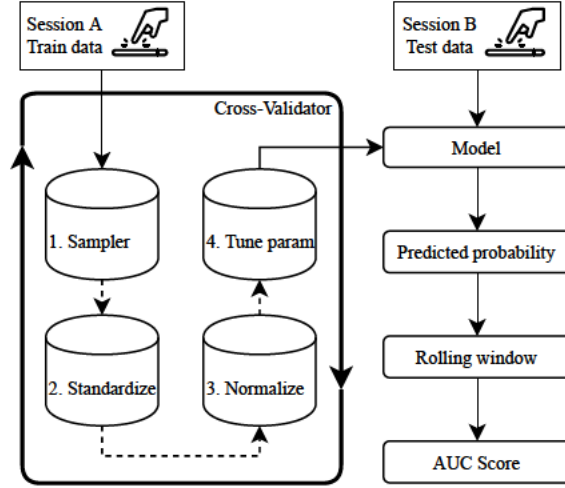 Session A
Train data
Session B
Test data
Cross-Validator
Model
1. Sampler
4. Tune param
Predicted probability
2. Standardize
3. Normalize
Rolling window
AUC Score